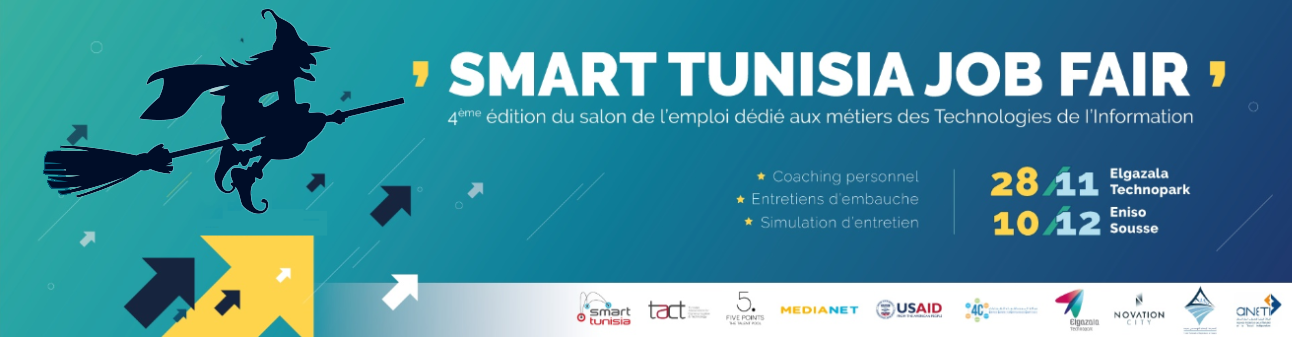 ' SMART TUNISIA JOB FAIR '
4ème édition du salon de l'emploi dédié aux métiers des Technologies de l'Information
Coaching personnel
Entretiens d'embauche
Simulation d'entretien
28/11 Elgazala Technopark
10/12 Eniso Sousse
smart tunisia
tact
5. FIVE POINTS
MEDIANET
USAID
4C
Elgazala
NOVATION CITY
aneti